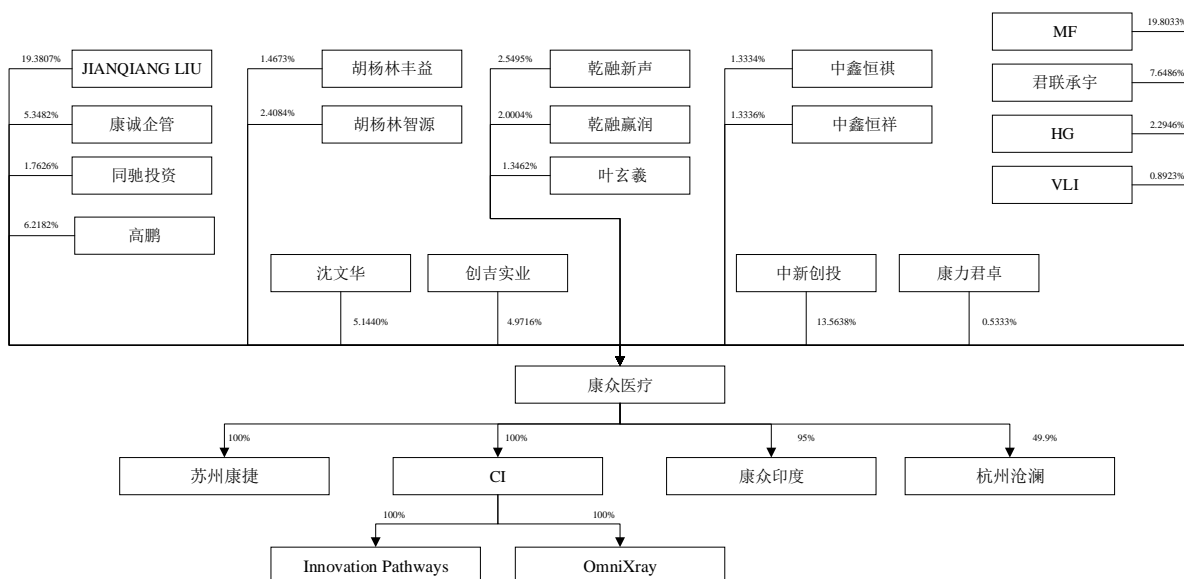 MF
19.8033%
19.3807%
JIANQIANG LIU
1.4673%
胡杨林丰益
2.5495%
乾融新声
1.3334%
中鑫恒祺
君联承宇
7.6486%
5.3482%
康诚企管
2.4084%
胡杨林智源
2.0004%
乾融赢润
1.3336%
中鑫恒祥
HG
2.2946%
1.7626%
同驰投资
1.3462%
叶玄羲
VLI
0.8923%
6.2182%
高鹏
沈文华
创吉实业
中新创投
康力君卓
5.1440%
4.9716%
13.5638%
0.5333%
康众医疗
100%
100%
95%
49.9%
苏州康捷
CI
康众印度
杭州沧澜
100%
100%
Innovation Pathways
OmniXray